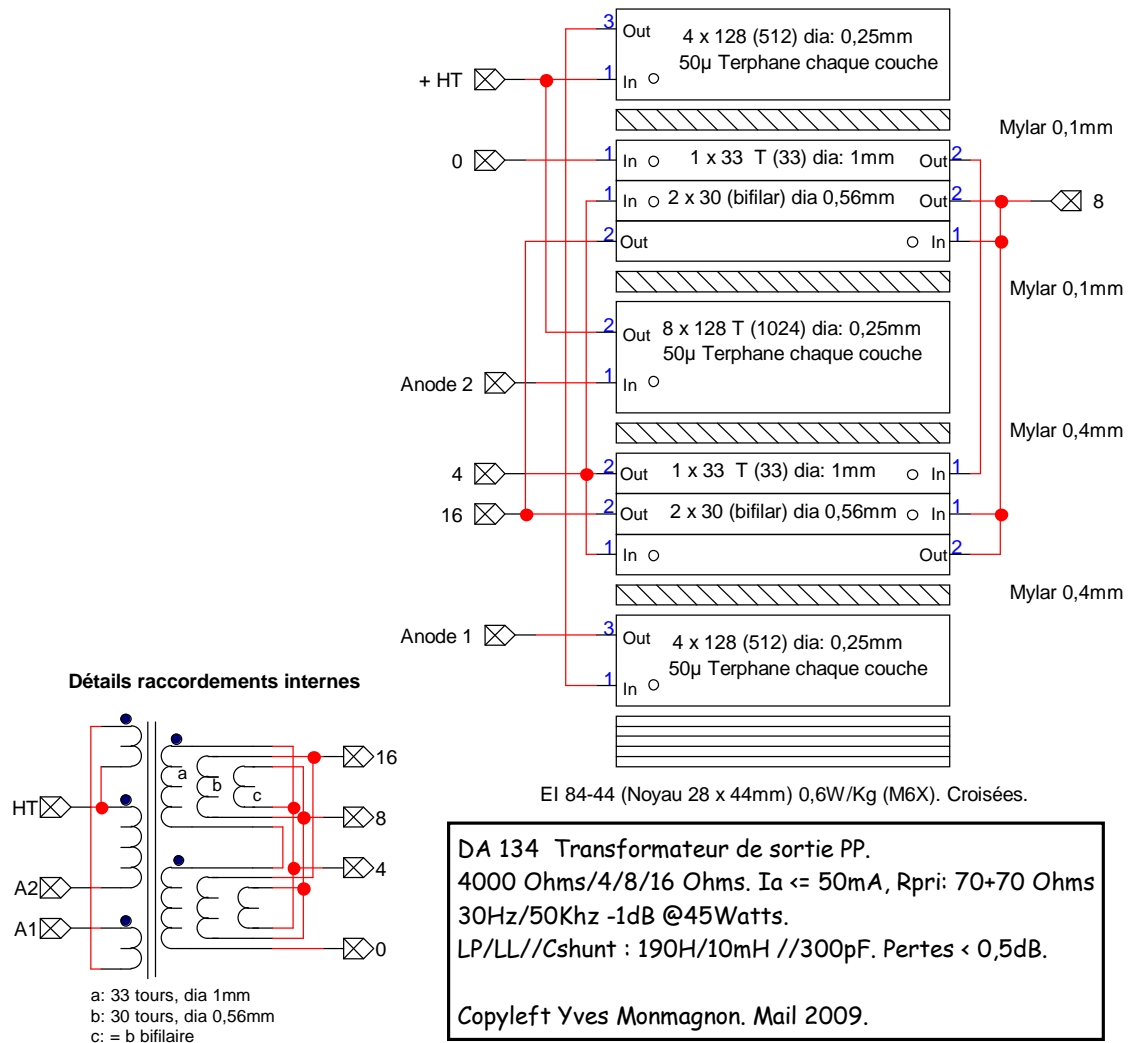 3 Out
4 x 128 (512) dia: 0,25mm
50µ Terphane chaque couche
+ HT
1 In
Mylar 0,1mm
0
1 In
1 x 33 T (33) dia: 1mm
Out 2
1 In
2 x 30 (bifilar) dia 0,56mm
Out 2
8
2 Out
In 1
Mylar 0,1mm
2 Out
8 x 128 T (1024) dia: 0,25mm
50µ Terphane chaque couche
Anode 2
1 In
Mylar 0,4mm
4
2 Out
1 x 33 T (33) dia: 1mm
In 1
16
2 Out
2 x 30 (bifilar) dia 0,56mm
In 1
1 In
Out 2
Mylar 0,4mm
Anode 1
3 Out
4 x 128 (512) dia: 0,25mm
50µ Terphane chaque couche
1 In
EI 84-44 (Noyau 28 x 44mm) 0,6W/Kg (M6X). Croisées.
Détails raccordements internes
16
a
b
c
HT
8
4
A2
A1
0
a: 33 tours, dia 1mm
b: 30 tours, dia 0,56mm
c: = b bifilaire
DA 134 Transformateur de sortie PP.
4000 Ohms/4/8/16 Ohms. Ia <= 50mA, Rpri: 70+70 Ohms
30Hz/50Khz -1dB @45Watts.
LP/LL//Cshunt : 190H/10mH //300pF. Pertes < 0,5dB.
Copyleft Yves Monmagnon. Mail 2009.